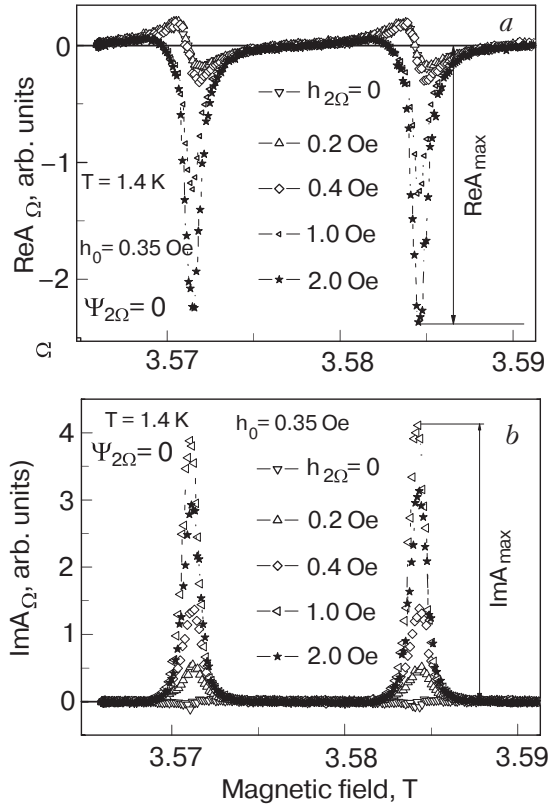 a
0
−1
−2
ReA Ω, arb. units
h2Ω = 0
0.2 Oe
0.4 Oe
1.0 Oe
2.0 Oe
T = 1.4 K
h0 = 0.35 Oe
Ψ2Ω = 0
ReAmax
Ω
3.57
3.58
3.59
b
T = 1.4 K
h0 = 0.35 Oe
Ψ2Ω = 0
4
3
2
1
0
ImAΩ, arb. units)
h2Ω = 0
0.2 Oe
0.4 Oe
1.0 Oe
2.0 Oe
ImAmax
3.57
3.58
3.59
Magnetic field, T